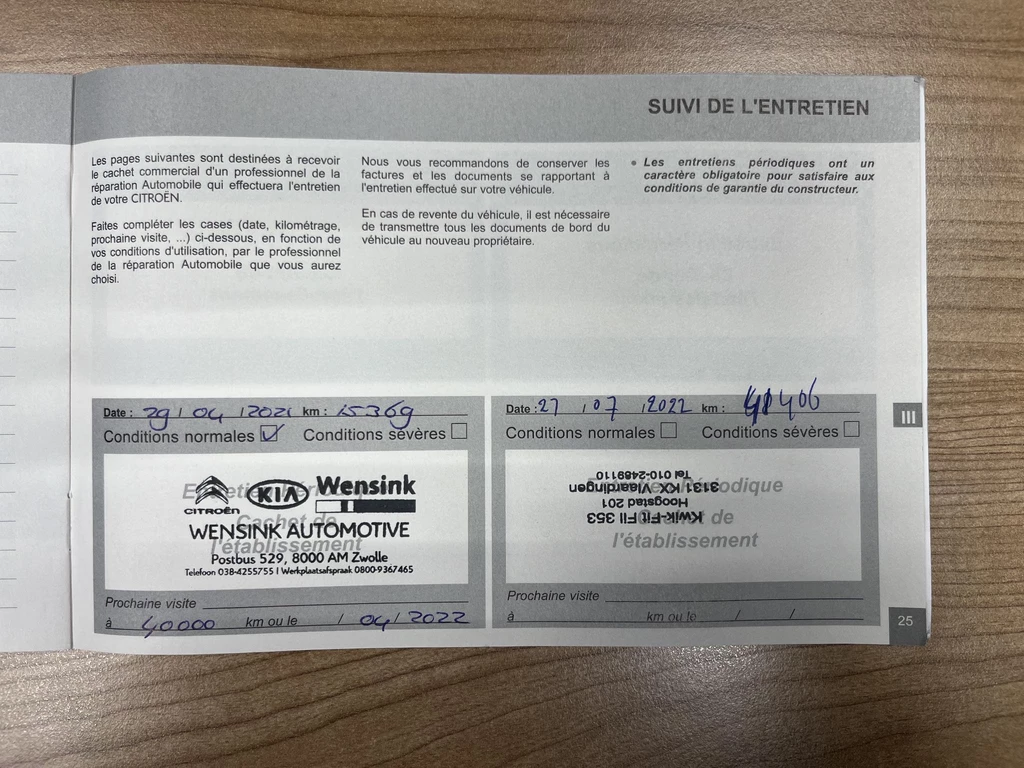 SUIVI DE L'ENTRETIEN
Les pages suivantes sont destinées à recevoir
le cachet commercial d'un professionnel de la
réparation Automobile qui effectuera l'entretien
de votre CITROËN.
Faites compléter les cases (date, kilométrage,
prochaine visite, ...) ci-dessous, en fonction de
vos conditions d'utilisation, par le professionnel
de la réparation Automobile que vous aurez
choisi.
Nous vous recommandons de conserver les
factures et les documents se rapportant à
l'entretien effectué sur votre véhicule.
En cas de revente du véhicule, il est nécessaire
de transmettre tous les documents de bord du
véhicule au nouveau propriétaire.
• Les entretiens périodiques ont un
caractère obligatoire pour satisfaire aux
conditions de garantie du constructeur.
Date : 29 / 04 / 2021 km : 15369
Conditions normales ☑ Conditions sévères ☐
Entretien Périodique
Cachet de
l'établissement
CITROËN KIA Wensink
WENSINK AUTOMOTIVE
Postbus 529, 8000 AM Zwolle
Telefoon 038-4255755 | Werkplaatsafspraak 0800-9367465
Prochaine visite
à 40000 km ou le / 04 / 2022
Date : 27 / 07 / 2022 km : 41406
Conditions normales ☐ Conditions sévères ☐
Périodique
de
l'établissement
Kwik-Fit Fil 353
Hoogstad 201
3131 KX Vlaardingen
Tel 010-2489110
Prochaine visite
à km ou le / /
III
25